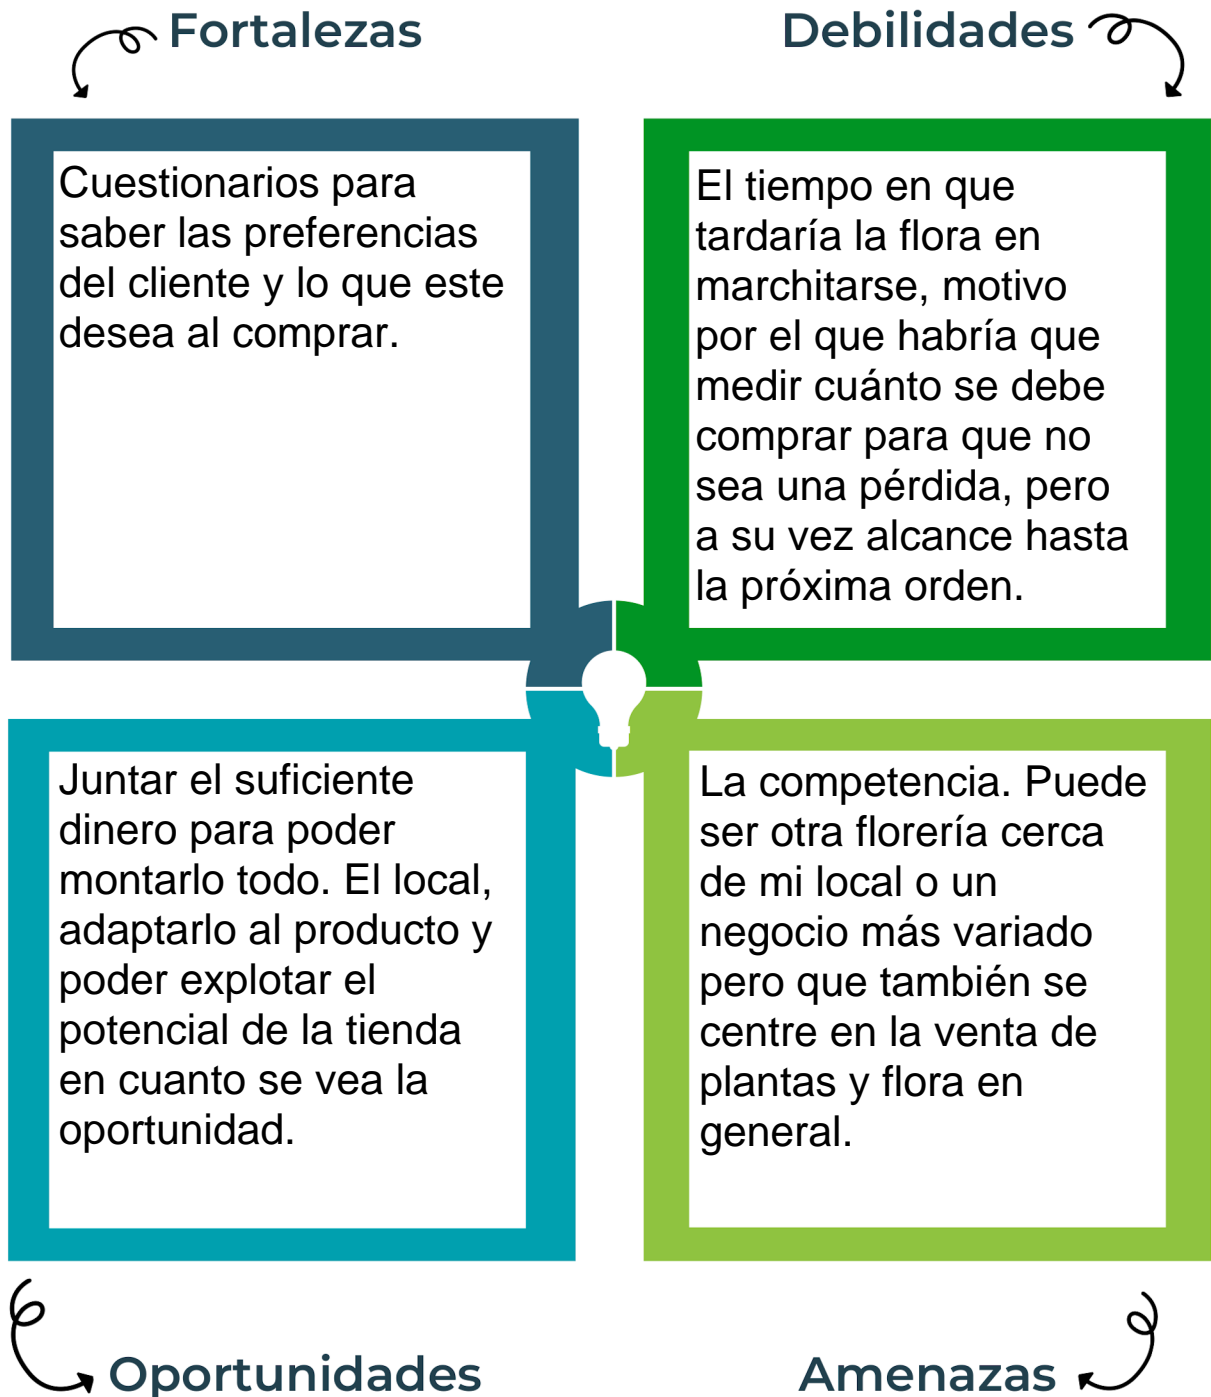 Fortalezas
Cuestionarios para
saber las preferencias
del cliente y lo que este
desea al comprar.
Debilidades
El tiempo en que
tardaría la flora en
marchitarse, motivo
por el que habría que
medir cuánto se debe
comprar para que no
sea una pérdida, pero
a su vez alcance hasta
la próxima orden.
Juntar el suficiente
dinero para poder
montarlo todo. El local,
adaptarlo al producto y
poder explotar el
potencial de la tienda
en cuanto se vea la
oportunidad.
Oportunidades
La competencia. Puede
ser otra florería cerca
de mi local o un
negocio más variado
pero que también se
centre en la venta de
plantas y flora en
general.
Amenazas